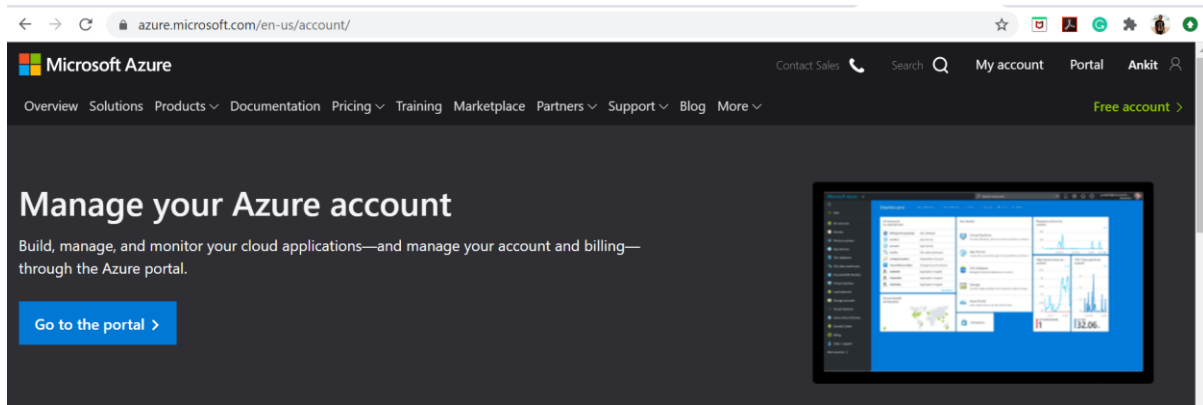 azure.microsoft.com/en-us/account/
Microsoft Azure
Contact Sales Search My account Portal Ankit
Overview Solutions Products Documentation Pricing Training Marketplace Partners Support Blog More
Free account >
Manage your Azure account
Build, manage, and monitor your cloud applications—and manage your account and billing—
through the Azure portal.
Go to the portal >
32.06